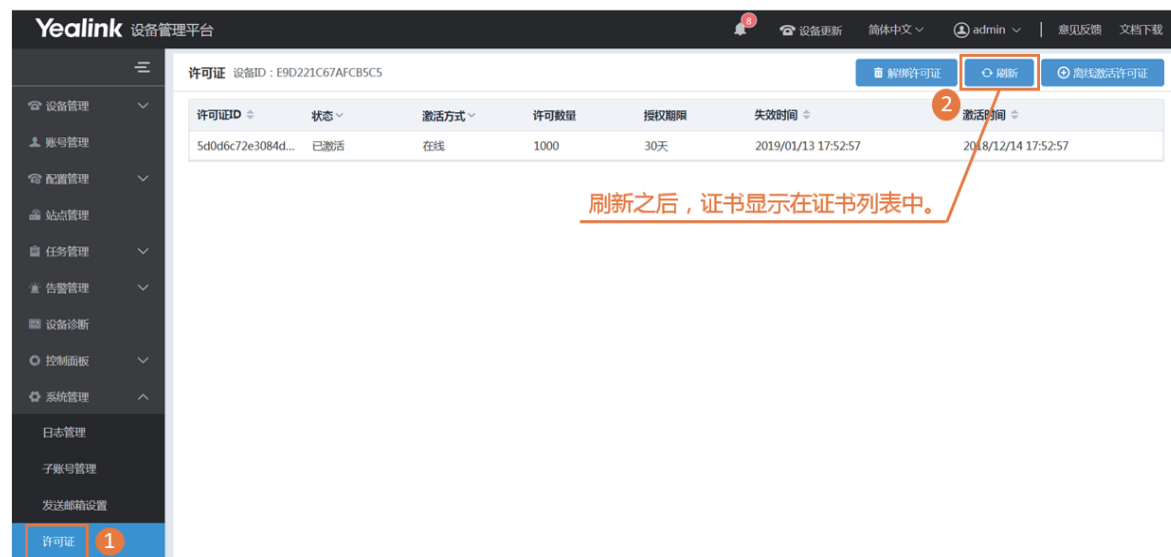 Yealink 设备管理平台 8 设备更新 简体中文 admin 意见反馈 文档下载
许可证 设备ID：E9D221C67AFCB5C5 解绑许可证 刷新 离线激活许可证
2
设备管理
账号管理
配置管理
站点管理
任务管理
告警管理
设备诊断
控制面板
系统管理
日志管理
子账号管理
发送邮箱设置
许可证 1
许可证ID 状态 激活方式 许可数量 授权期限 失效时间 激活时间
5d0d6c72e3084d... 已激活 在线 1000 30天 2019/01/13 17:52:57 2018/12/14 17:52:57
刷新之后，证书显示在证书列表中。